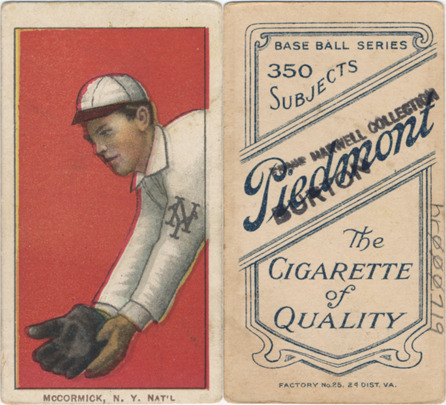 NY
McCORMICK, N. Y. NAT'L
BASE BALL SERIES
350
SUBJECTS
MAXWELL COLLECTION
Piedmont
BURTON
The
CIGARETTE
of
QUALITY
FACTORY No. 25. 2d DIST. VA.